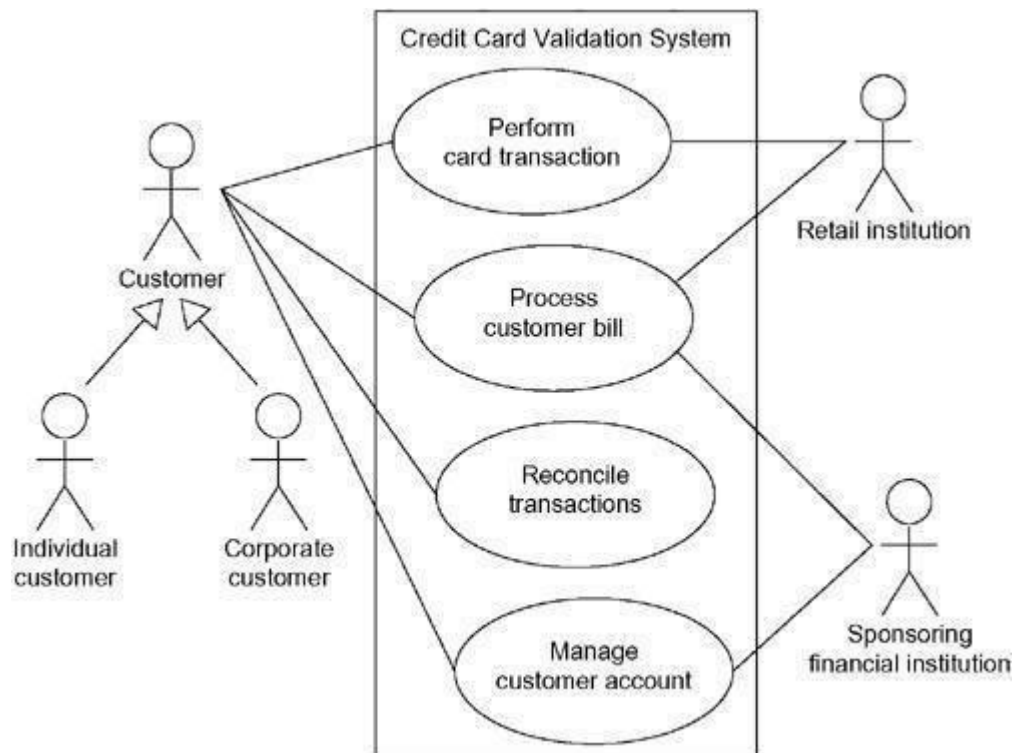 Credit Card Validation System
Perform
card transaction
Retail institution
Customer
Process
customer bill
Individual
customer
Corporate
customer
Reconcile
transactions
Sponsoring
financial institution
Manage
customer account